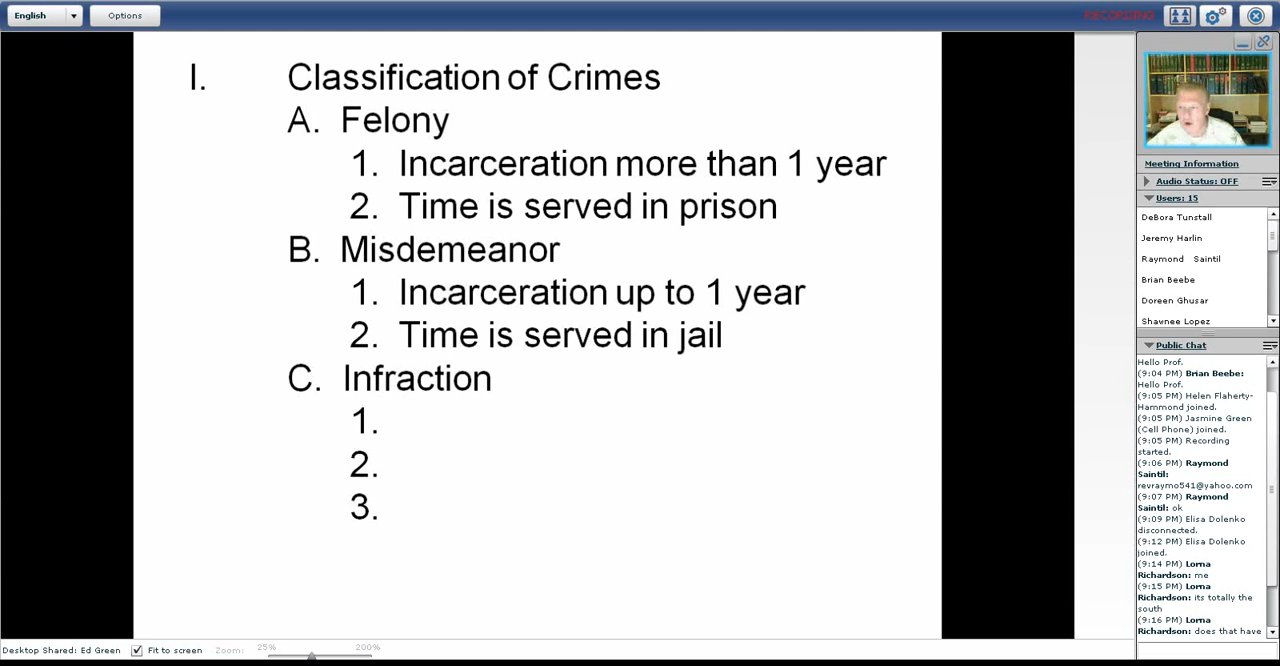 English
Options
RECORDING
I. Classification of Crimes
A. Felony
1. Incarceration more than 1 year
2. Time is served in prison
B. Misdemeanor
1. Incarceration up to 1 year
2. Time is served in jail
C. Infraction
1.
2.
3.
Meeting Information
Audio Status: OFF
Users: 15
DeBora Tunstall
Jeremy Harlin
Raymond Saintil
Brian Beebe
Doreen Ghusar
Shavnee Lopez
Public Chat
Hello Prof.
(9:04 PM) Brian Beebe:
Hello Prof.
(9:05 PM) Helen Flaherty-
Hammond joined.
(9:05 PM) Jasmine Green
(Cell Phone) joined.
(9:05 PM) Recording
started.
(9:06 PM) Raymond
Saintil:
revraymo541@yahoo.com
(9:07 PM) Raymond
Saintil: ok
(9:09 PM) Elisa Dolenko
disconnected.
(9:12 PM) Elisa Dolenko
joined.
(9:14 PM) Lorna
Richardson: me
(9:15 PM) Lorna
Richardson: its totally the
south
(9:16 PM) Lorna
Richardson: does that have
Desktop Shared: Ed Green
Fit to screen
Zoom:
25%
200%